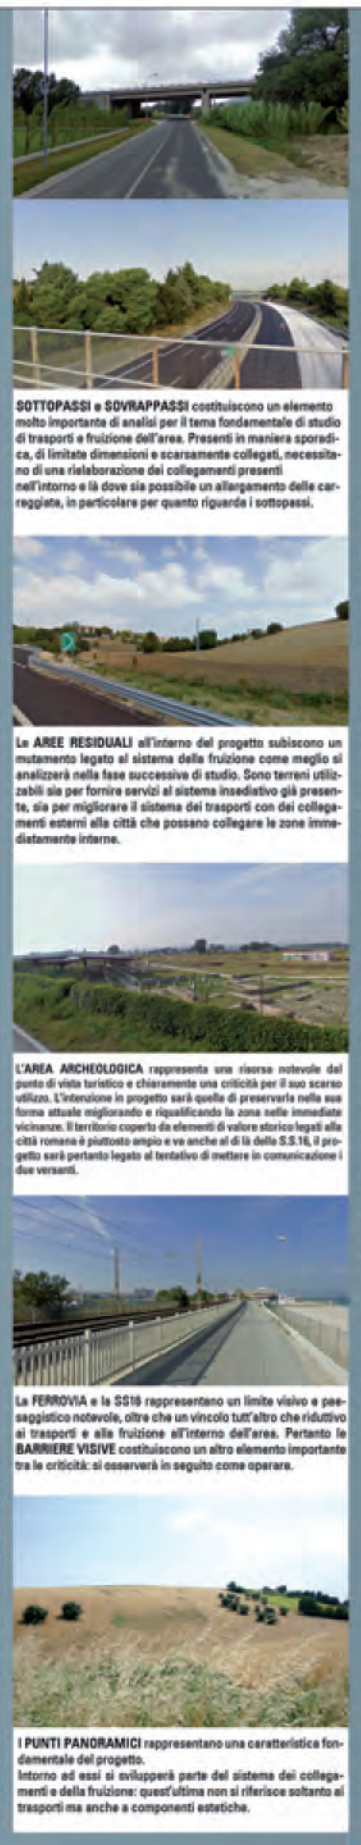 SOTTOPASSI e SOVRAPPASSI costituiscono un elemento
molto importante di analisi per il tema fondamentale di studio
di trasporti e fruizione dell'area. Presenti in maniera sporadi-
ca, di limitate dimensioni e scarsamente collegati, necessita-
no di una rielaborazione dei collegamenti presenti
nell'intorno e là dove sia possibile un allargamento delle car-
reggiate, in particolare per quanto riguarda i sottopassi.
Le AREE RESIDUALI all'interno del progetto subiscono un
mutamento legato al sistema della fruizione come meglio si
analizzerà nella fase successiva di studio. Sono terreni utiliz-
zabili sia per fornire servizi al sistema insediativo già presen-
te, sia per migliorare il sistema dei trasporti con dei collega-
menti esterni alla città che possano collegare le zone imme-
diatamente interne.
L'AREA ARCHEOLOGICA rappresenta una risorsa notevole dal
punto di vista turistico e chiaramente una criticità per il suo scarso
utilizzo. L'intenzione in progetto sarà quella di preservarla nella sua
forma attuale migliorando e riqualificando la zona nelle immediate
vicinanze. Il territorio coperto da elementi di valore storico legati alla
città romana è piuttosto ampio e va anche al di là della S.S.16, il pro-
getto sarà pertanto legato al tentativo di mettere in comunicazione i
due versanti.
La FERROVIA e la SS16 rappresentano un limite visivo e pae-
saggistico notevole, oltre che un vincolo tutt'altro che riduttivo
ai trasporti e alla fruizione all'interno dell'area. Pertanto le
BARRIERE VISIVE costituiscono un altro elemento importante
tra le criticità: si osserverà in seguito come operare.
I PUNTI PANORAMICI rappresentano una caratteristica fon-
damentale del progetto.
Intorno ad essi si svilupperà parte del sistema dei collega-
menti e della fruizione: quest'ultima non si riferisce soltanto ai
trasporti ma anche a componenti estetiche.